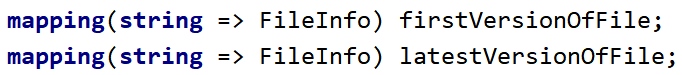 mapping(string => FileInfo) firstVersionOfFile;
mapping(string => FileInfo) latestVersionOfFile;